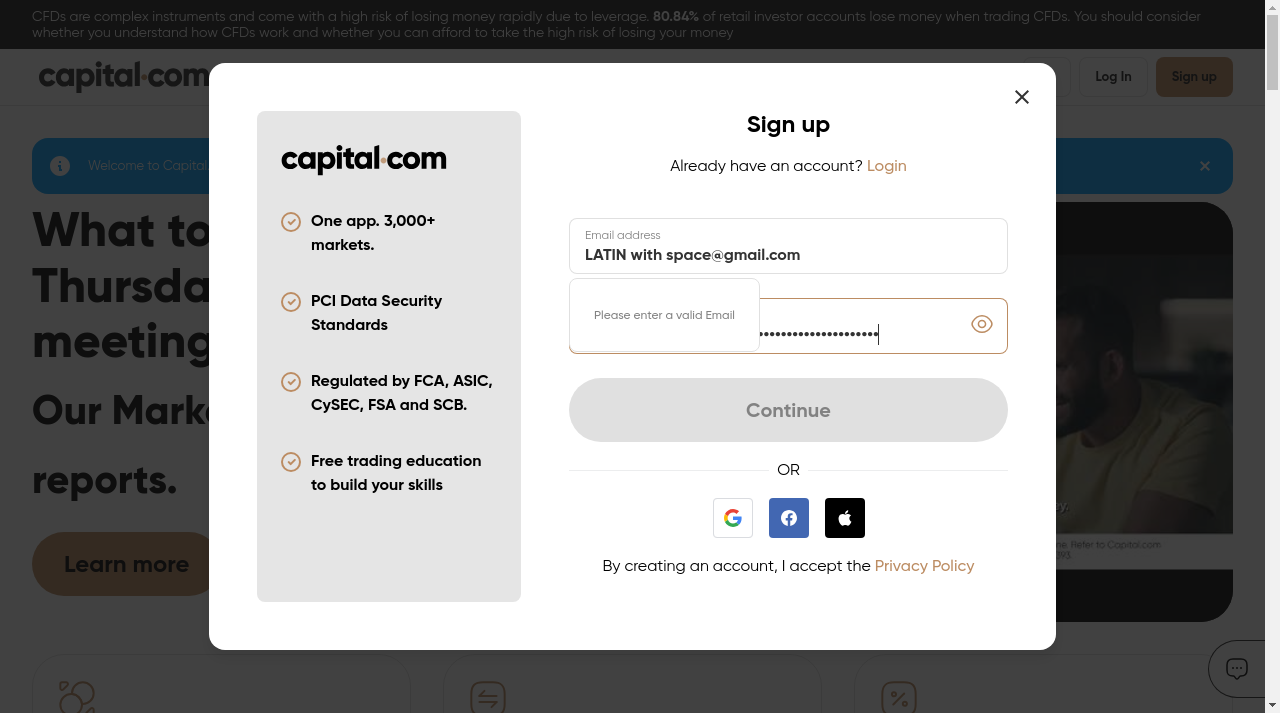 CFDs are complex instruments and come with a high risk of losing money rapidly due to leverage. 80.84% of retail investor accounts lose money when trading CFDs. You should consider
whether you understand how CFDs work and whether you can afford to take the high risk of losing your money
capital.com
Log In
Sign up
Welcome to Capital
What to
Thursda
meeting
Our Marke
reports.
Learn more
capital.com
One app. 3,000+
markets.
PCI Data Security
Standards
Regulated by FCA, ASIC,
CySEC, FSA and SCB.
Free trading education
to build your skills
Sign up
Already have an account? Login
Email address
LATIN with space@gmail.com
Please enter a valid Email
Continue
OR
By creating an account, I accept the Privacy Policy
Refer to Capital.com